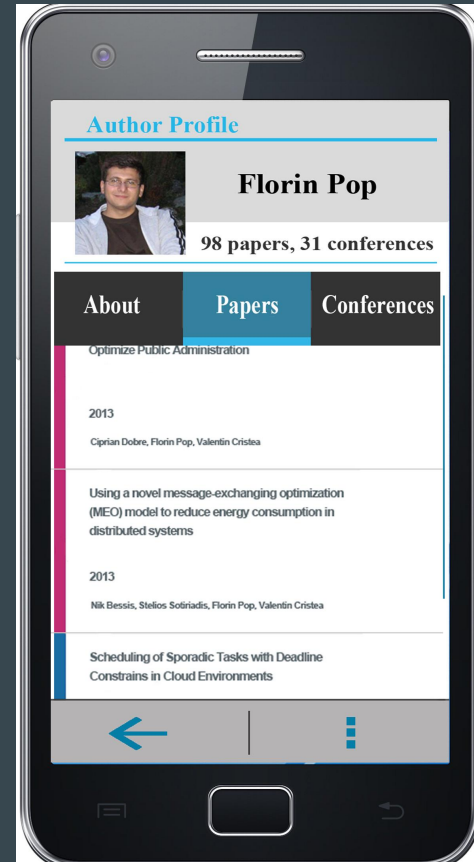 Author Profile
Florin Pop
98 papers, 31 conferences
About Papers Conferences
Optimize Public Administration
2013
Ciprian Dobre, Florin Pop, Valentin Cristea
Using a novel message-exchanging optimization
(MEO) model to reduce energy consumption in
distributed systems
2013
Nik Bessis, Stelios Sotiriadis, Florin Pop, Valentin Cristea
Scheduling of Sporadic Tasks with Deadline
Constrains in Cloud Environments